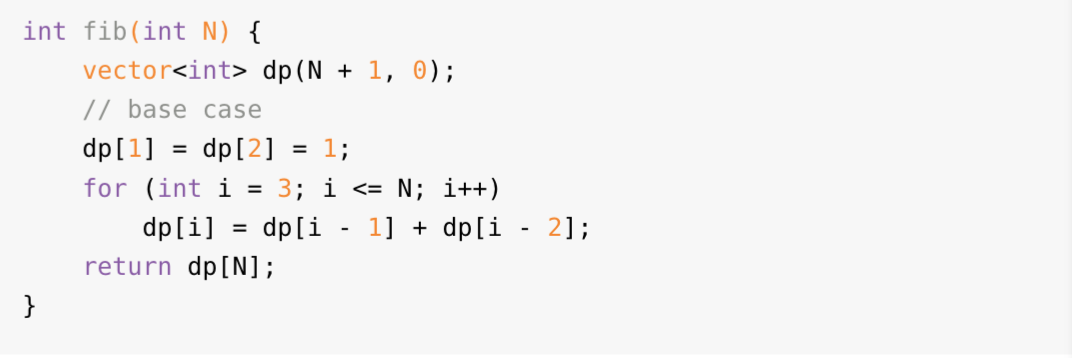 int fib(int N) {
    vector<int> dp(N + 1, 0);
    // base case
    dp[1] = dp[2] = 1;
    for (int i = 3; i <= N; i++)
        dp[i] = dp[i - 1] + dp[i - 2];
    return dp[N];
}